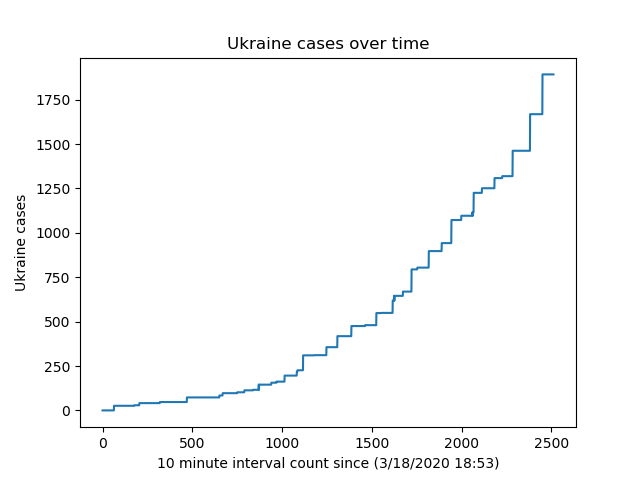 Ukraine cases over time
1750
1500
1250
1000
750
500
250
0
Ukraine cases
0 500 1000 1500 2000 2500
10 minute interval count since (3/18/2020 18:53)